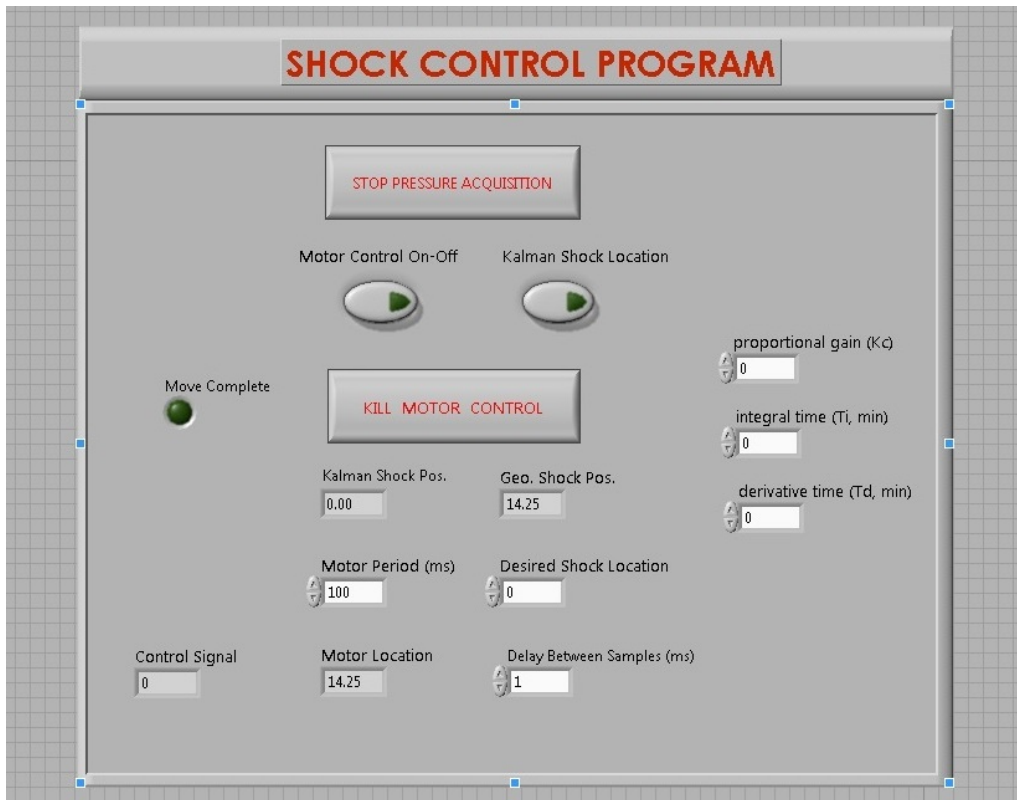 SHOCK CONTROL PROGRAM
STOP PRESSURE ACQUISITION
Motor Control On-Off
Kalman Shock Location
proportional gain (Kc)
0
Move Complete
KILL MOTOR CONTROL
integral time (Ti, min)
0
Kalman Shock Pos.
0.00
Geo. Shock Pos.
14.25
derivative time (Td, min)
0
Motor Period (ms)
100
Desired Shock Location
0
Control Signal
0
Motor Location
14.25
Delay Between Samples (ms)
1